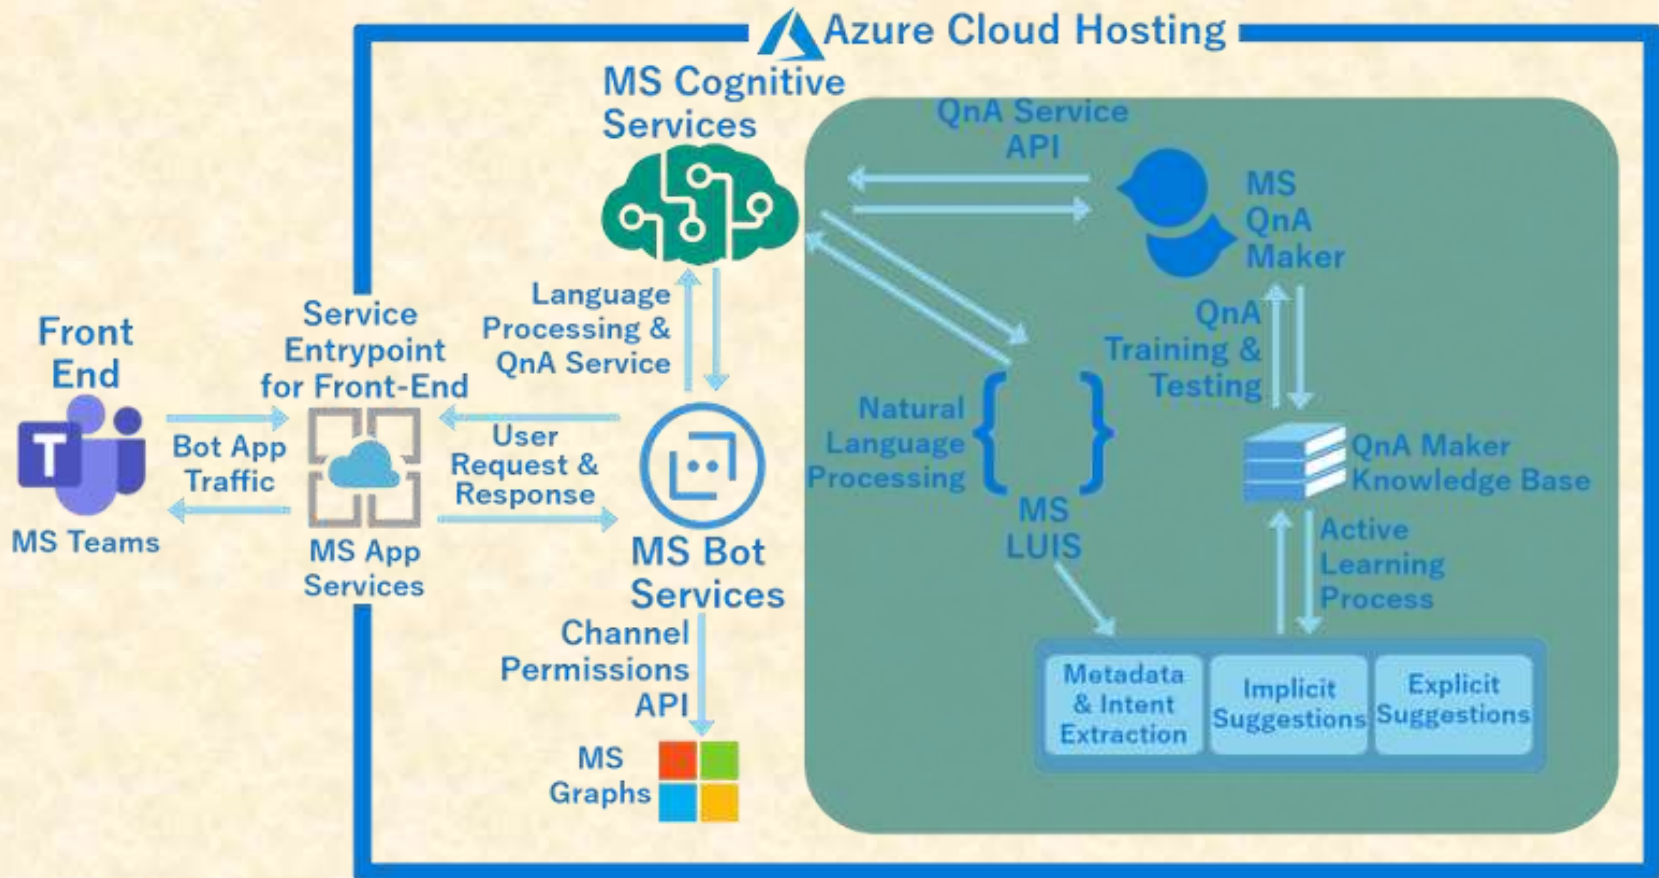 Azure Cloud Hosting
MS Cognitive
Services
QnA Service
API
MS
QnA
Maker
Language
Processing &
QnA Service
Service
Entrypoint
for Front-End
Front
End
T
MS Teams
Bot App
Traffic
MS App
Services
User
Request &
Response
MS Bot
Services
Channel
Permissions
API
MS
Graphs
Natural
Language
Processing
{ }
MS
LUIS
QnA
Training &
Testing
QnA Maker
Knowledge Base
Active
Learning
Process
Metadata
& Intent
Extraction
Implicit
Suggestions
Explicit
Suggestions